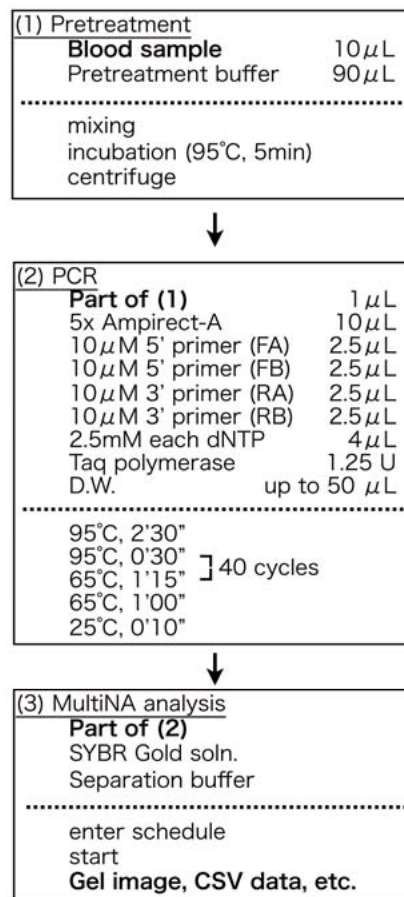 (1) Pretreatment
Blood sample 10μL
Pretreatment buffer 90μL
mixing
incubation (95℃, 5min)
centrifuge
(2) PCR
Part of (1) 1μL
5x Ampirect-A 10μL
10μM 5' primer (FA) 2.5μL
10μM 5' primer (FB) 2.5μL
10μM 3' primer (RA) 2.5μL
10μM 3' primer (RB) 2.5μL
2.5mM each dNTP 4μL
Taq polymerase 1.25 U
D.W. up to 50 μL
95℃, 2'30"
95℃, 0'30"
65℃, 1'15" 40 cycles
65℃, 1'00"
25℃, 0'10"
(3) MultiNA analysis
Part of (2)
SYBR Gold soln.
Separation buffer
enter schedule
start
Gel image, CSV data, etc.